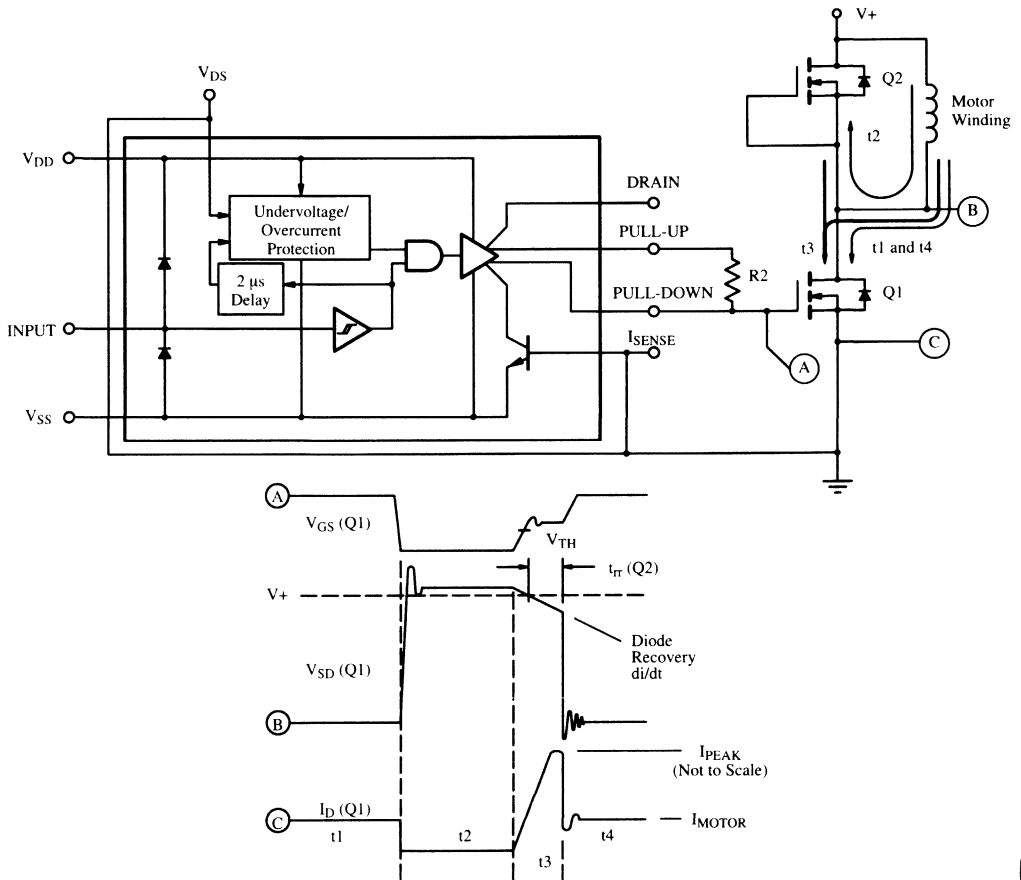 V+
VDS
Q2
Motor
Winding
t2
VDD
DRAIN
Undervoltage/
Overcurrent
Protection
B
PULL-UP
t3
t1 and t4
R2
2 µs
Delay
PULL-DOWN
Q1
INPUT
ISENSE
C
A
VSS
A
VGS (Q1)
VTH
trr (Q2)
V+
Diode
Recovery
di/dt
VSD (Q1)
B
IPEAK
(Not to Scale)
ID (Q1)
C
IMOTOR
t1
t2
t3
t4